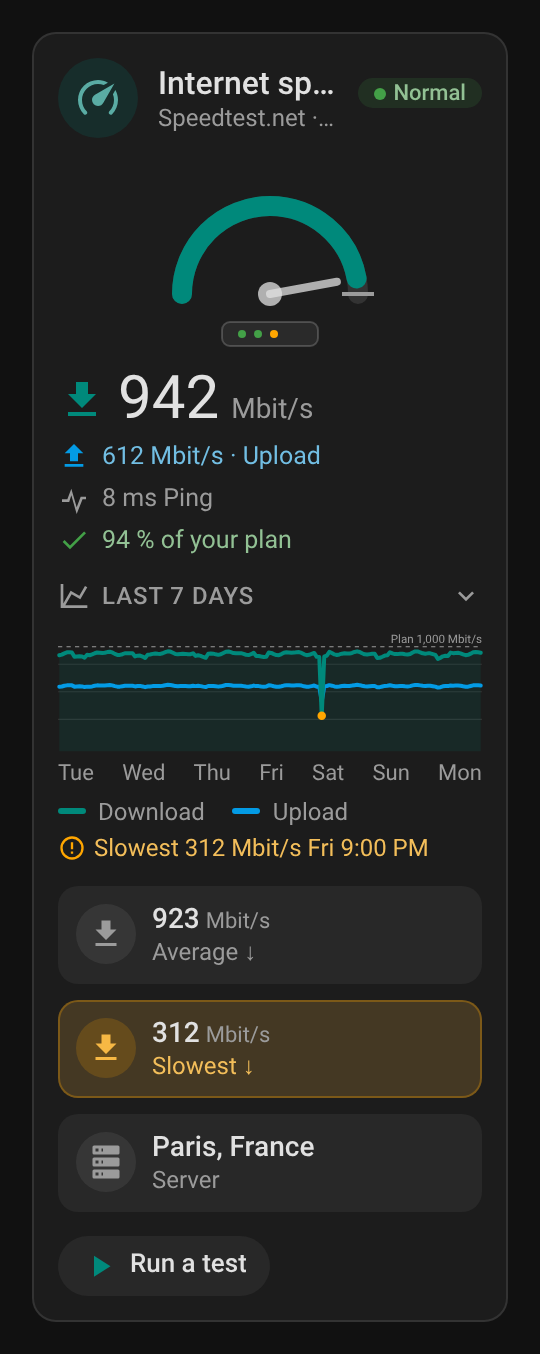 Internet sp…
Speedtest.net ·…
Normal
942 Mbit/s
612 Mbit/s · Upload
8 ms Ping
94 % of your plan
LAST 7 DAYS
Plan 1,000 Mbit/s
Tue Wed Thu Fri Sat Sun Mon
Download Upload
Slowest 312 Mbit/s Fri 9:00 PM
923 Mbit/s
Average ↓
312 Mbit/s
Slowest ↓
Paris, France
Server
Run a test